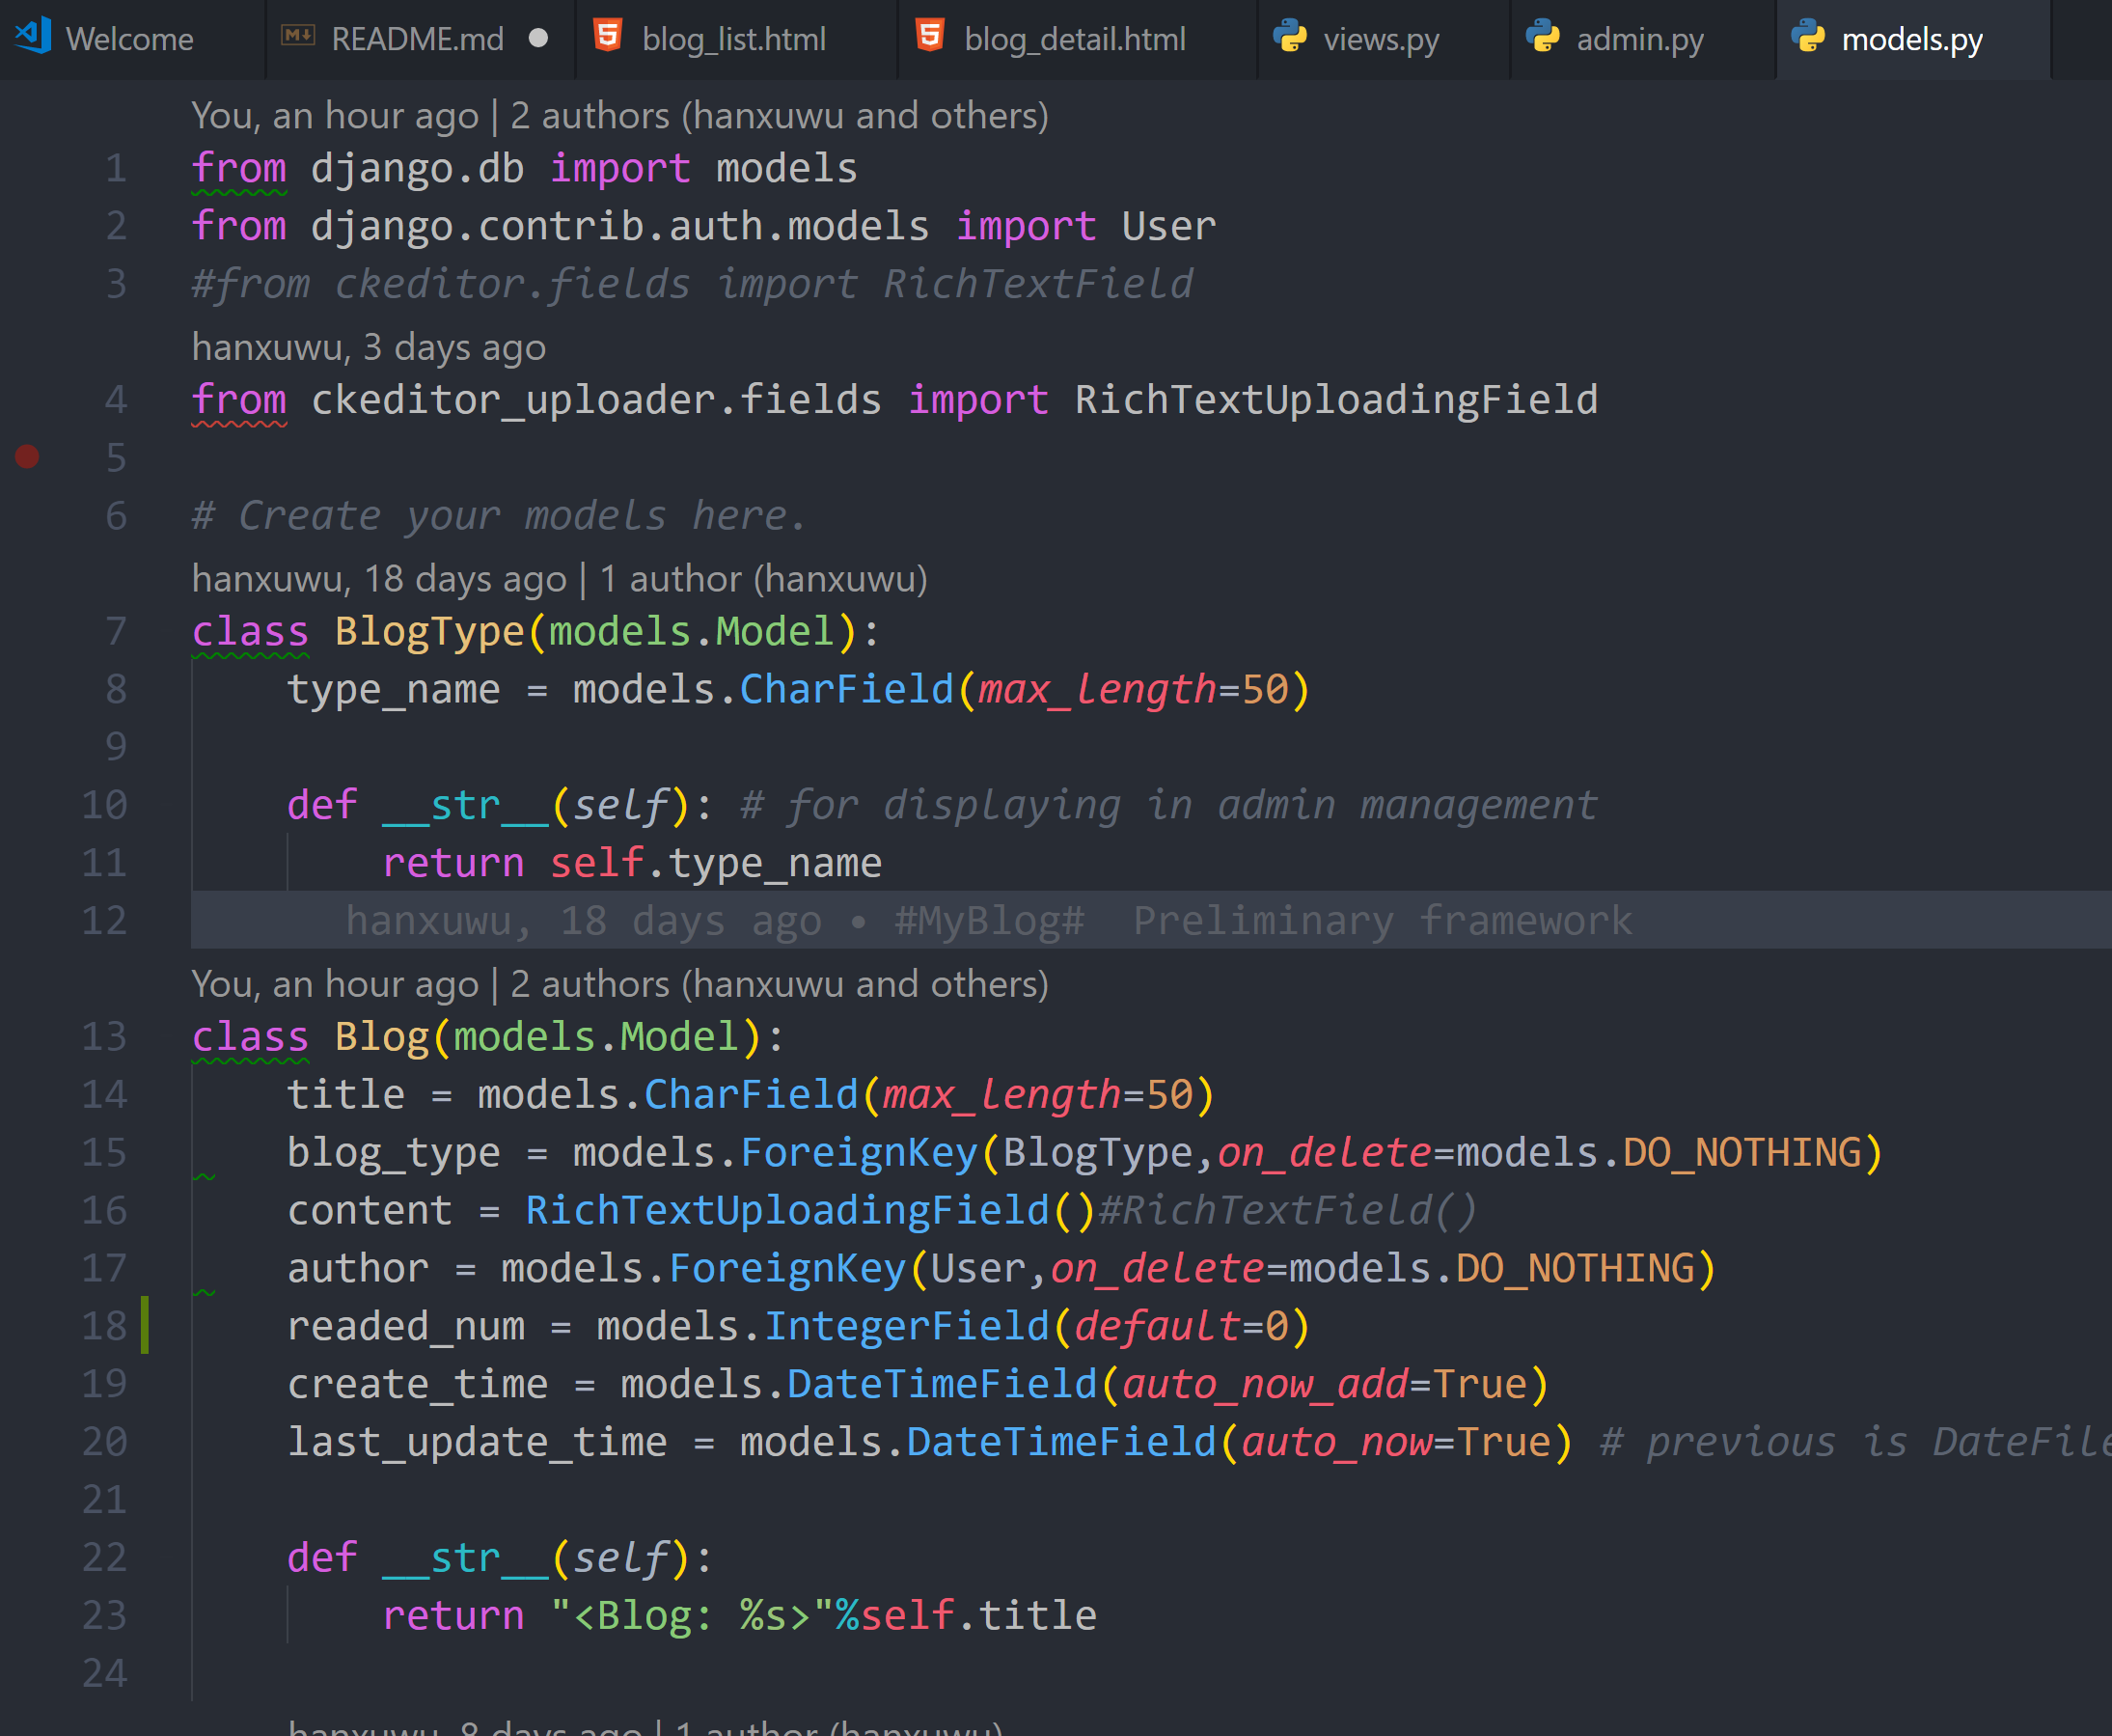 Welcome README.md blog_list.html blog_detail.html views.py admin.py models.py
You, an hour ago | 2 authors (hanxuwu and others)
1 from django.db import models
2 from django.contrib.auth.models import User
3 #from ckeditor.fields import RichTextField
hanxuwu, 3 days ago
4 from ckeditor_uploader.fields import RichTextUploadingField
5
6 # Create your models here.
hanxuwu, 18 days ago | 1 author (hanxuwu)
7 class BlogType(models.Model):
8 type_name = models.CharField(max_length=50)
9
10 def __str__(self): # for displaying in admin management
11 return self.type_name
12 hanxuwu, 18 days ago • #MyBlog# Preliminary framework
You, an hour ago | 2 authors (hanxuwu and others)
13 class Blog(models.Model):
14 title = models.CharField(max_length=50)
15 blog_type = models.ForeignKey(BlogType,on_delete=models.DO_NOTHING)
16 content = RichTextUploadingField()#RichTextField()
17 author = models.ForeignKey(User,on_delete=models.DO_NOTHING)
18 readed_num = models.IntegerField(default=0)
19 create_time = models.DateTimeField(auto_now_add=True)
20 last_update_time = models.DateTimeField(auto_now=True) # previous is DateFile
21
22 def __str__(self):
23 return "<Blog: %s>"%self.title
24
hanxuwu, 8 days ago | 1 author (hanxuwu)